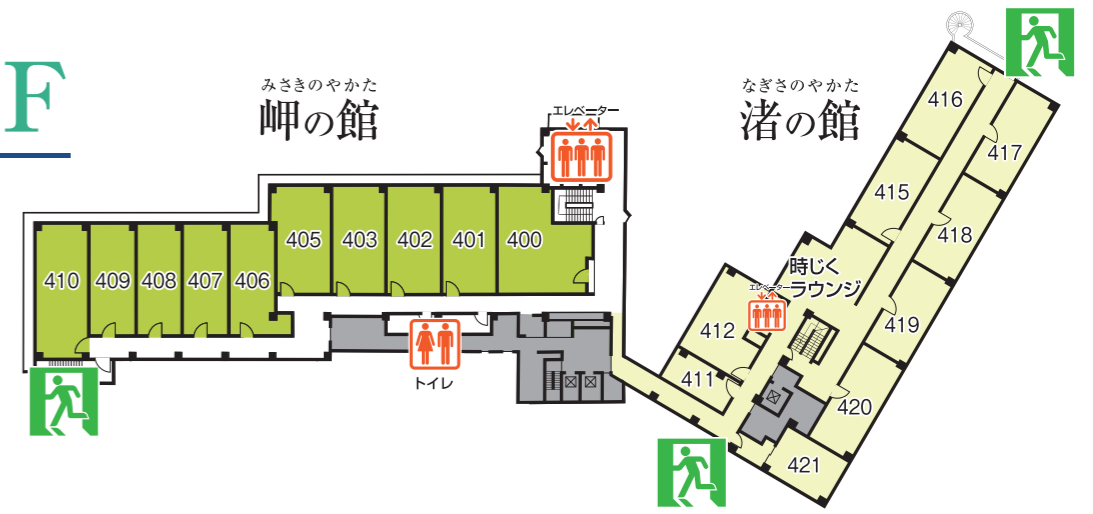 F
みさきのやかた
岬の館
なぎさのやかた
渚の館
エレベーター
416
417
415
418
405
403
402
401
400
410
409
408
407
406
時じく
ラウンジ
エレベーター
412
419
トイレ
411
420
421